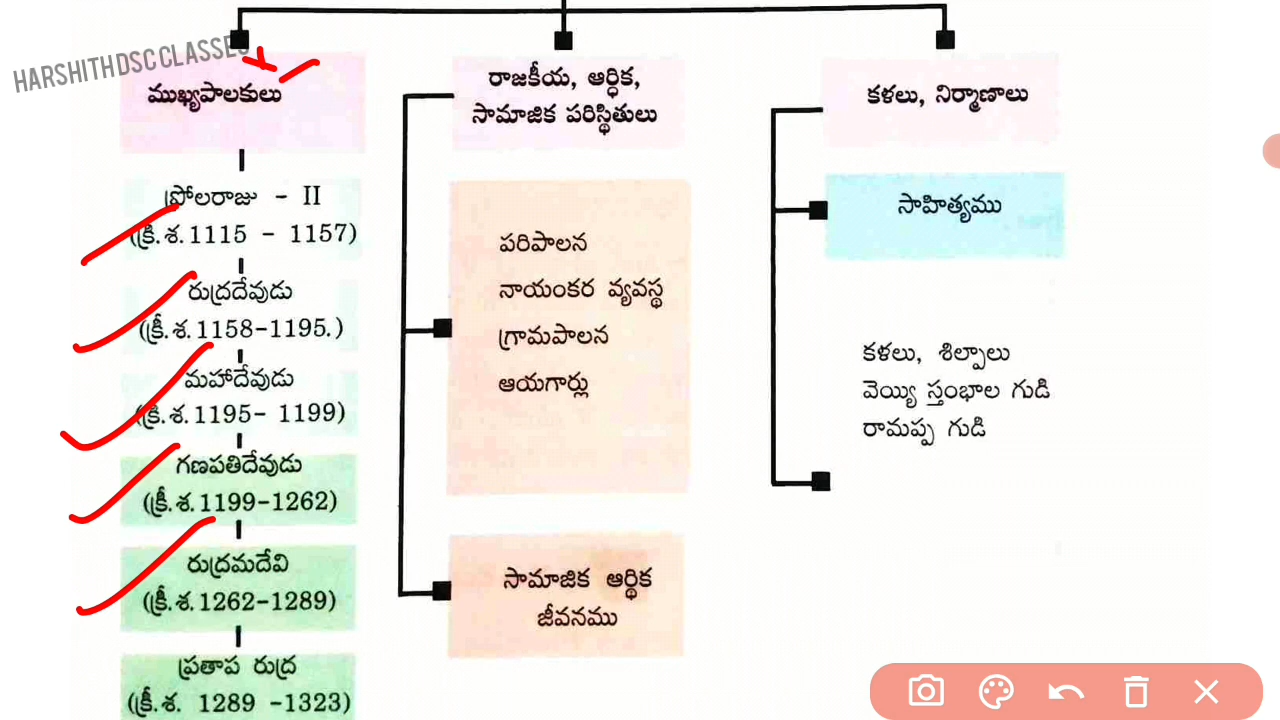 HARSHITH DSC CLASSES
ముఖ్యపాలకులు
ప్రోలరాజు - II
(క్రీ.శ.1115 - 1157)
రుద్రదేవుడు
(క్రీ.శ.1158-1195.)
మహాదేవుడు
(క్రీ.శ.1195- 1199)
గణపతిదేవుడు
(క్రీ.శ.1199-1262)
రుద్రమదేవి
(క్రీ.శ.1262-1289)
ప్రతాప రుద్ర
(క్రీ.శ. 1289 -1323)
రాజకీయ, ఆర్థిక,
సామాజిక పరిస్థితులు
పరిపాలన
నాయంకర వ్యవస్థ
గ్రామపాలన
ఆయగార్లు
సామాజిక ఆర్థిక
జీవనము
కళలు, నిర్మాణాలు
సాహిత్యము
కళలు, శిల్పాలు
వెయ్యి స్తంభాల గుడి
రామప్ప గుడి